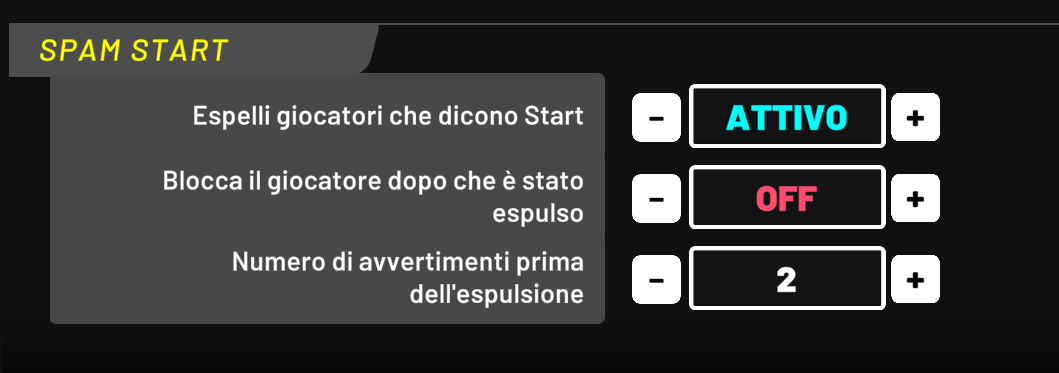 SPAM START
Espelli giocatori che dicono Start
- ATTIVO +
Blocca il giocatore dopo che è stato
espulso
- OFF +
Numero di avvertimenti prima
dell'espulsione
- 2 +